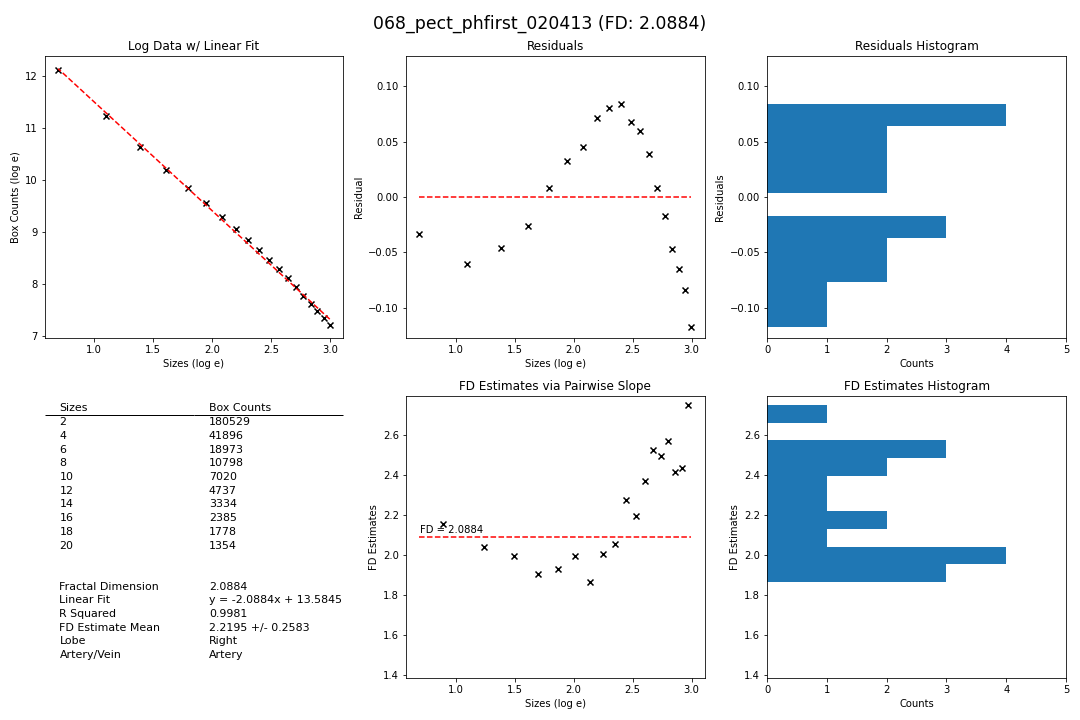 068_pect_phfirst_020413 (FD: 2.0884)
Log Data w/ Linear Fit
12
11
10
9
8
7
Box Counts (log e)
1.0 1.5 2.0 2.5 3.0
Sizes (log e)
Residuals
0.10
0.05
0.00
−0.05
−0.10
Residual
1.0 1.5 2.0 2.5 3.0
Sizes (log e)
Residuals Histogram
0.10
0.05
0.00
−0.05
−0.10
Residuals
0 1 2 3 4 5
Counts
Sizes Box Counts
2 180529
4 41896
6 18973
8 10798
10 7020
12 4737
14 3334
16 2385
18 1778
20 1354
Fractal Dimension 2.0884
Linear Fit y = -2.0884x + 13.5845
R Squared 0.9981
FD Estimate Mean 2.2195 +/- 0.2583
Lobe Right
Artery/Vein Artery
FD Estimates via Pairwise Slope
2.6
2.4
2.2
2.0
1.8
1.6
1.4
FD Estimates
FD = 2.0884
1.0 1.5 2.0 2.5 3.0
Sizes (log e)
FD Estimates Histogram
2.6
2.4
2.2
2.0
1.8
1.6
1.4
FD Estimates
0 1 2 3 4 5
Counts